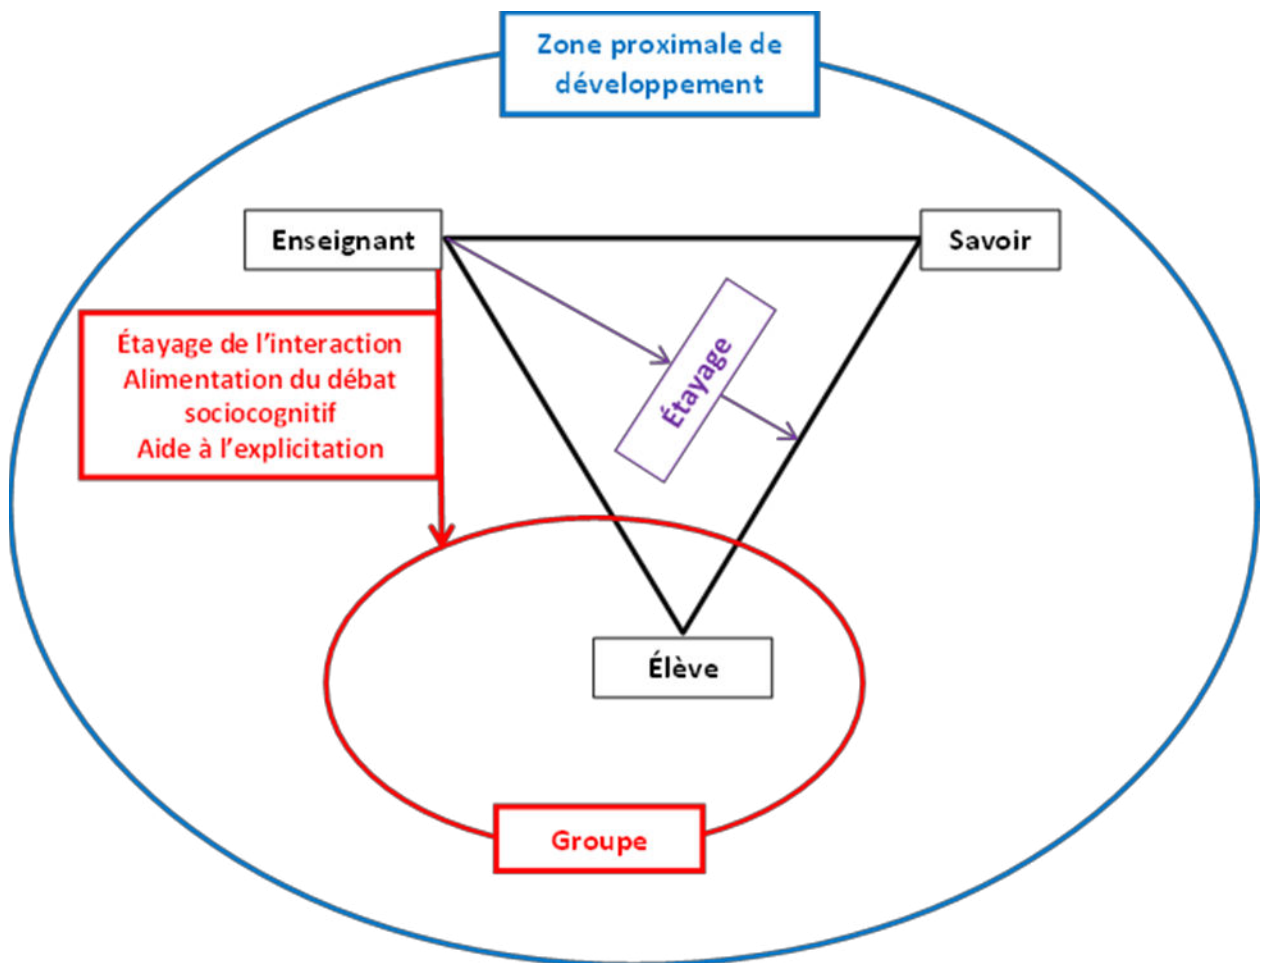 Zone proximale de
développement
Enseignant
Savoir
Étayage de l’interaction
Alimentation du débat
sociocognitif
Aide à l’explicitation
Étayage
Élève
Groupe